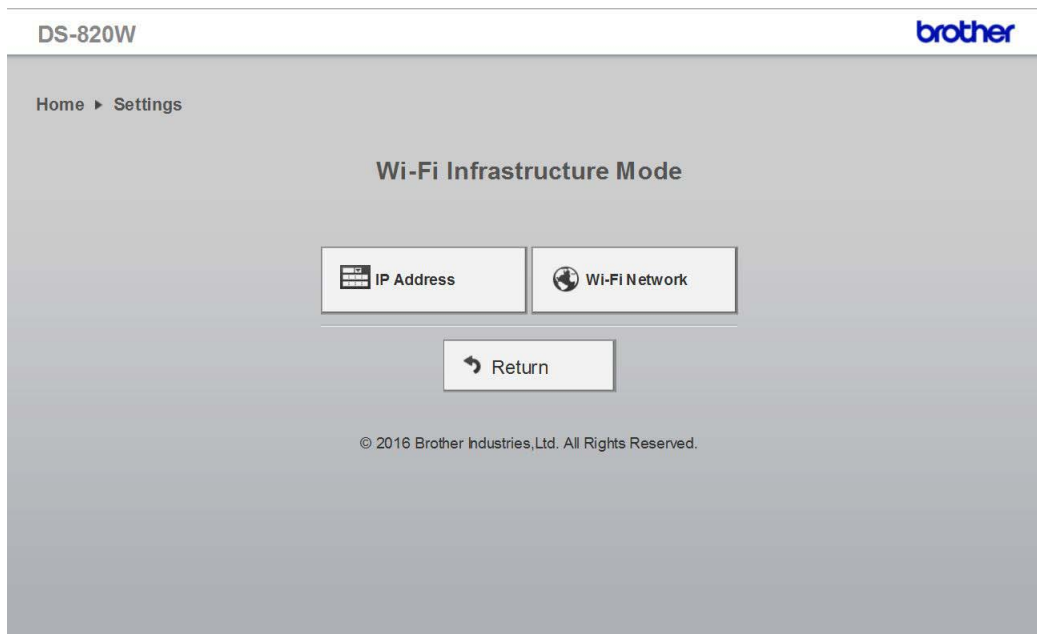 DS-820W
brother
Home ▸ Settings
Wi-Fi Infrastructure Mode
IP Address
Wi-Fi Network
Return
© 2016 Brother Industries,Ltd. All Rights Reserved.